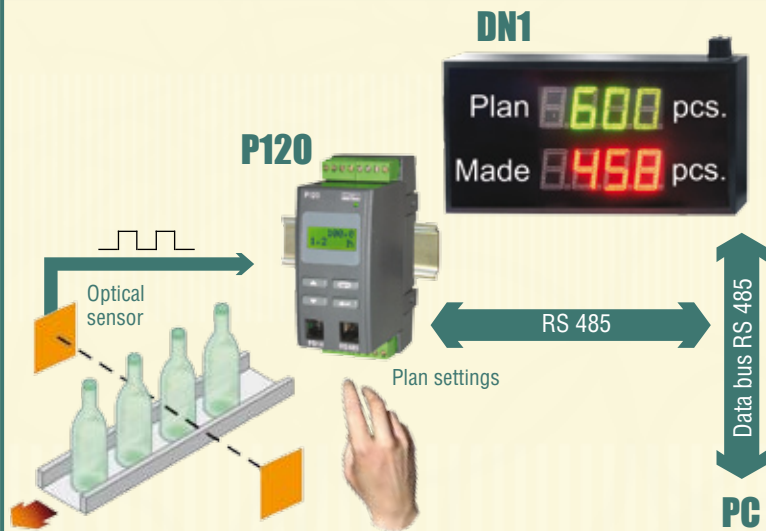 DN1
Plan 600 pcs.
Made 458 pcs.
P120
P120
Optical
sensor
RS 485
Plan settings
Data bus RS 485
PC